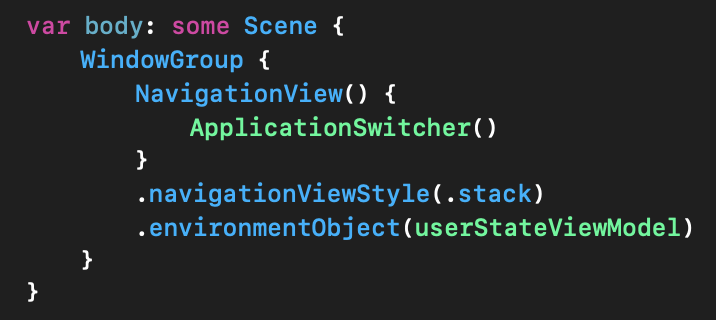 var body: some Scene {
    WindowGroup {
        NavigationView() {
            ApplicationSwitcher()
        }
        .navigationViewStyle(.stack)
        .environmentObject(userStateViewModel)
    }
}